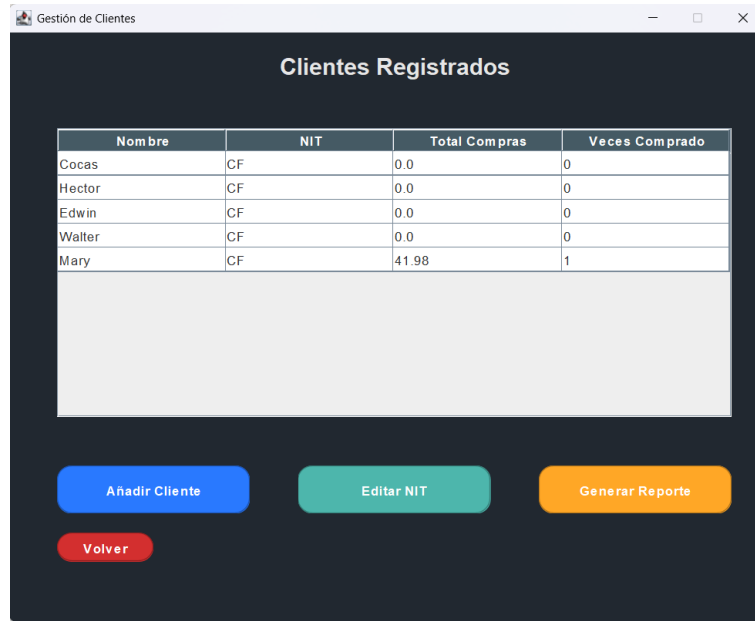 Gestión de Clientes
Clientes Registrados
Nombre NIT Total Compras Veces Comprado
Cocas CF 0.0 0
Hector CF 0.0 0
Edwin CF 0.0 0
Walter CF 0.0 0
Mary CF 41.98 1
Añadir Cliente Editar NIT Generar Reporte
Volver